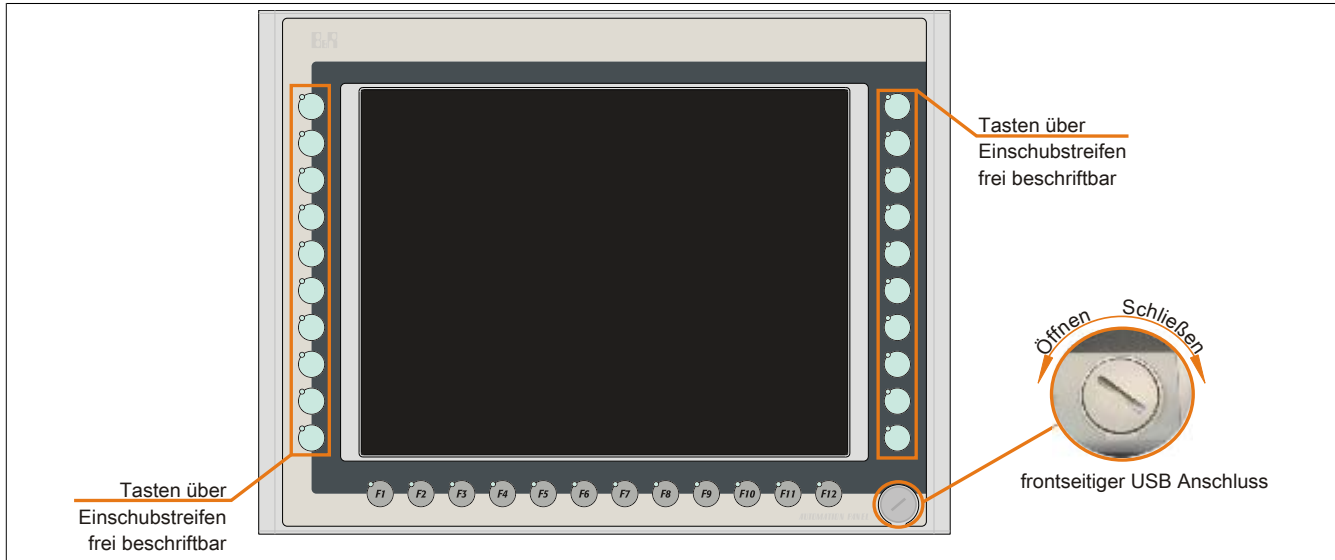 B&R
Tasten über
Einschubstreifen
frei beschriftbar
Öffnen
Schließen
frontseitiger USB Anschluss
F1 F2 F3 F4 F5 F6 F7 F8 F9 F10 F11 F12
Tasten über
Einschubstreifen
frei beschriftbar